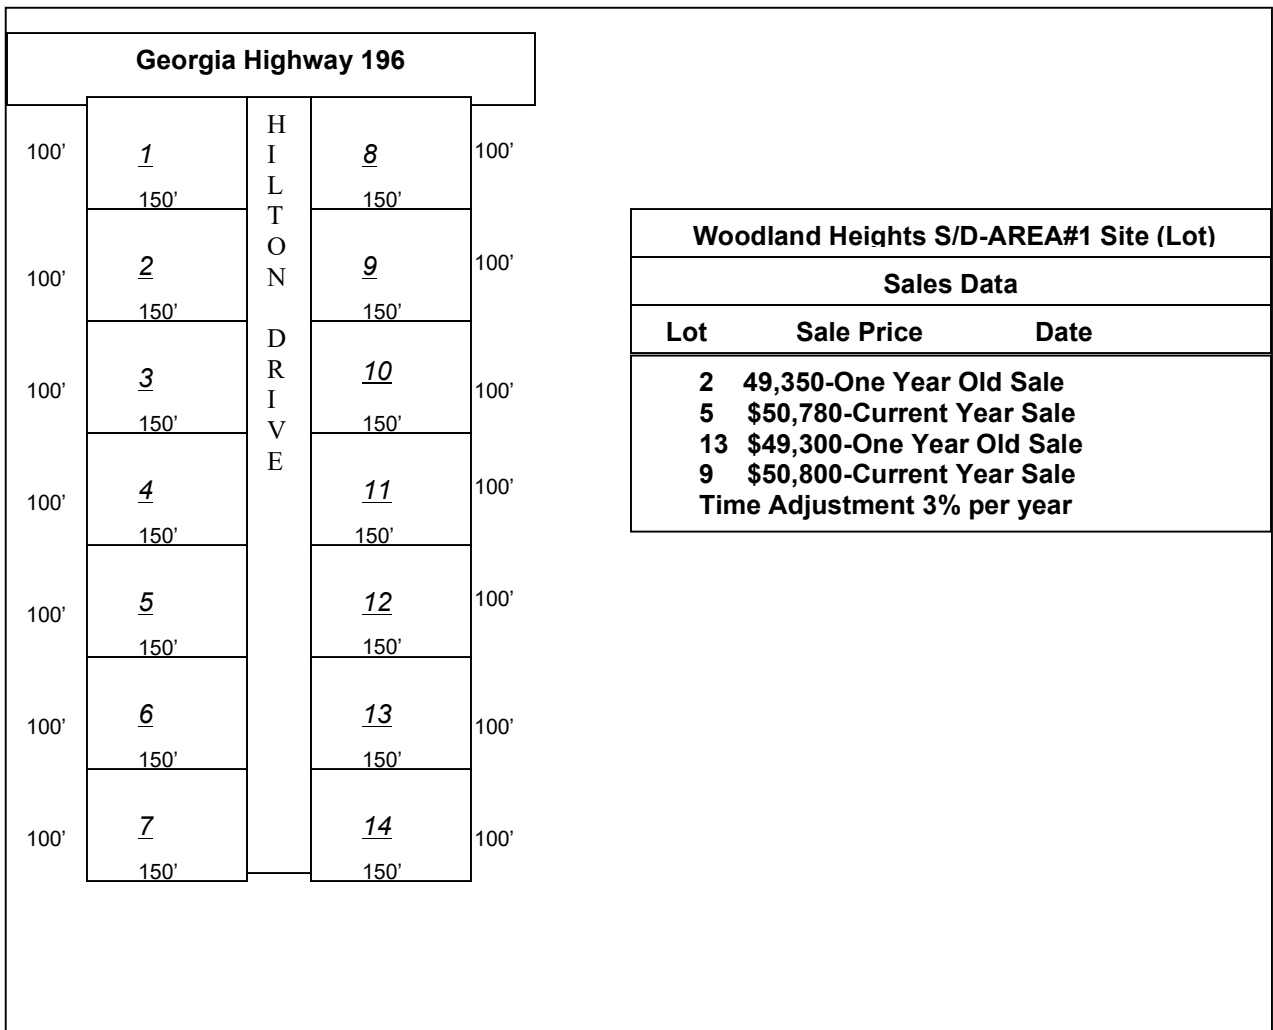 Georgia Highway 196
H
I
L
T
O
N
D
R
I
V
E
100' 1 8 100'
150' 150'
100' 2 9 100'
150' 150'
100' 3 10 100'
150' 150'
100' 4 11 100'
150' 150'
100' 5 12 100'
150' 150'
100' 6 13 100'
150' 150'
100' 7 14 100'
150' 150'
Woodland Heights S/D-AREA#1 Site (Lot)
Sales Data
Lot Sale Price Date
2 49,350-One Year Old Sale
5 $50,780-Current Year Sale
13 $49,300-One Year Old Sale
9 $50,800-Current Year Sale
Time Adjustment 3% per year